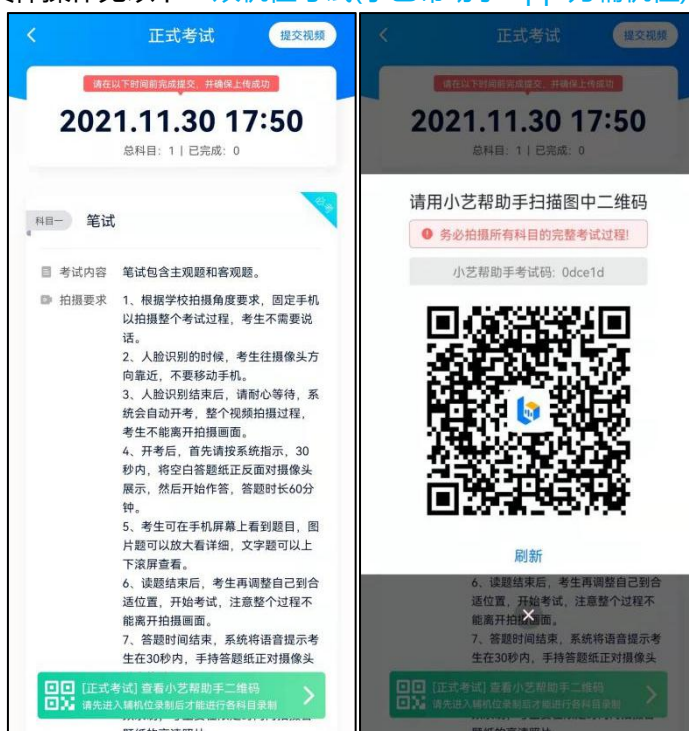 正式考试
提交视频
请在以下时间前完成提交，并确保上传成功
2021.11.30 17:50
总科目：1 | 已完成：0
必考
科目一 笔试
考试内容 笔试包含主观题和客观题。
拍摄要求 1、根据学校拍摄角度要求，固定手机
以拍摄整个考试过程，考生不需要说
话。
2、人脸识别的时候，考生往摄像头方
向靠近，不要移动手机。
3、人脸识别结束后，请耐心等待，系
统会自动开考，整个视频拍摄过程，
考生不能离开拍摄画面。
4、开考后，首先请按系统指示，30
秒内，将空白答题纸正反面对摄像头
展示，然后开始作答，答题时长60分
钟。
5、考生可在手机屏幕上看到题目，图
片题可以放大看详细，文字题可以上
下滚屏查看。
6、读题结束后，考生再调整自己到合
适位置，开始考试，注意整个过程不
能离开拍摄画面。
7、答题时间结束，系统将语音提示考
生在30秒内，手持答题纸正对摄像头
[正式考试] 查看小艺帮助手二维码
请先进入辅机位录制后才能进行各科目录制
正式考试
提交视频
请在以下时间前完成提交，并确保上传成功
2021.11.30 17:50
总科目：1 | 已完成：0
请用小艺帮助手扫描图中二维码
务必拍摄所有科目的完整考试过程!
小艺帮助手考试码：0dce1d
刷新
6、读题结束后，考生再调整自己到合
适位置，开始考试，注意整个过程不
能离开拍摄画面。
7、答题时间结束，系统将语音提示考
生在30秒内，手持答题纸正对摄像头
[正式考试] 查看小艺帮助手二维码
请先进入辅机位录制后才能进行各科目录制